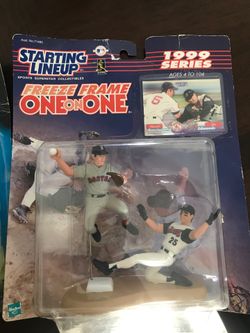 STARTING
LINEUP
SPORTS SUPERSTAR COLLECTIBLES
1999
SERIES
AGES 4 TO 104
FREEZE FRAME
ONE ON ONE
5
BOSTON
25
Hasbro